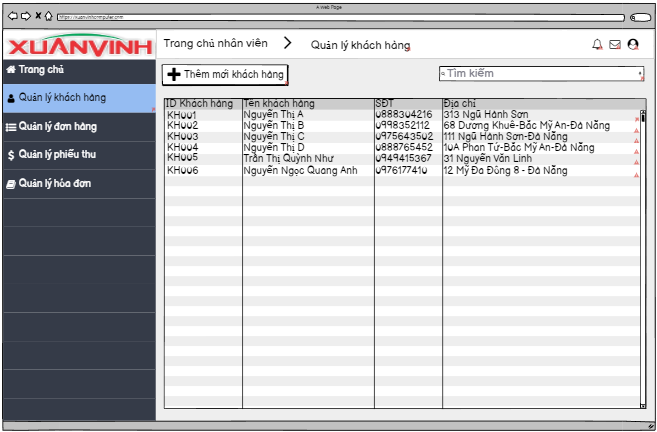 A Web Page
https://xuanvinhcomputer.com
XUÂNVINH
Trang chủ nhân viên > Quản lý khách hàng
Trang chủ
Quản lý khách hàng
Quản lý đơn hàng
Quản lý phiếu thu
Quản lý hóa đơn
Thêm mới khách hàng
Tìm kiếm
ID Khách hàng Tên khách hàng SĐT Địa chỉ
KH001 Nguyễn Thị A 0888304216 313 Ngũ Hành Sơn
KH002 Nguyễn Thị B 0998352112 68 Dương Khuê-Bắc Mỹ An-Đà Nẵng
KH003 Nguyễn Thị C 0975643502 111 Ngũ Hành Sơn-Đà Nẵng
KH004 Nguyễn Thị D 0888765452 10A Phan Tứ-Bắc Mỹ An-Đà Nẵng
KH005 Trần Thị Quỳnh Như 0949415367 31 Nguyễn Văn Linh
KH006 Nguyễn Ngọc Quang Anh 0976177410 12 Mỹ Đa Đông 8 - Đà Nẵng